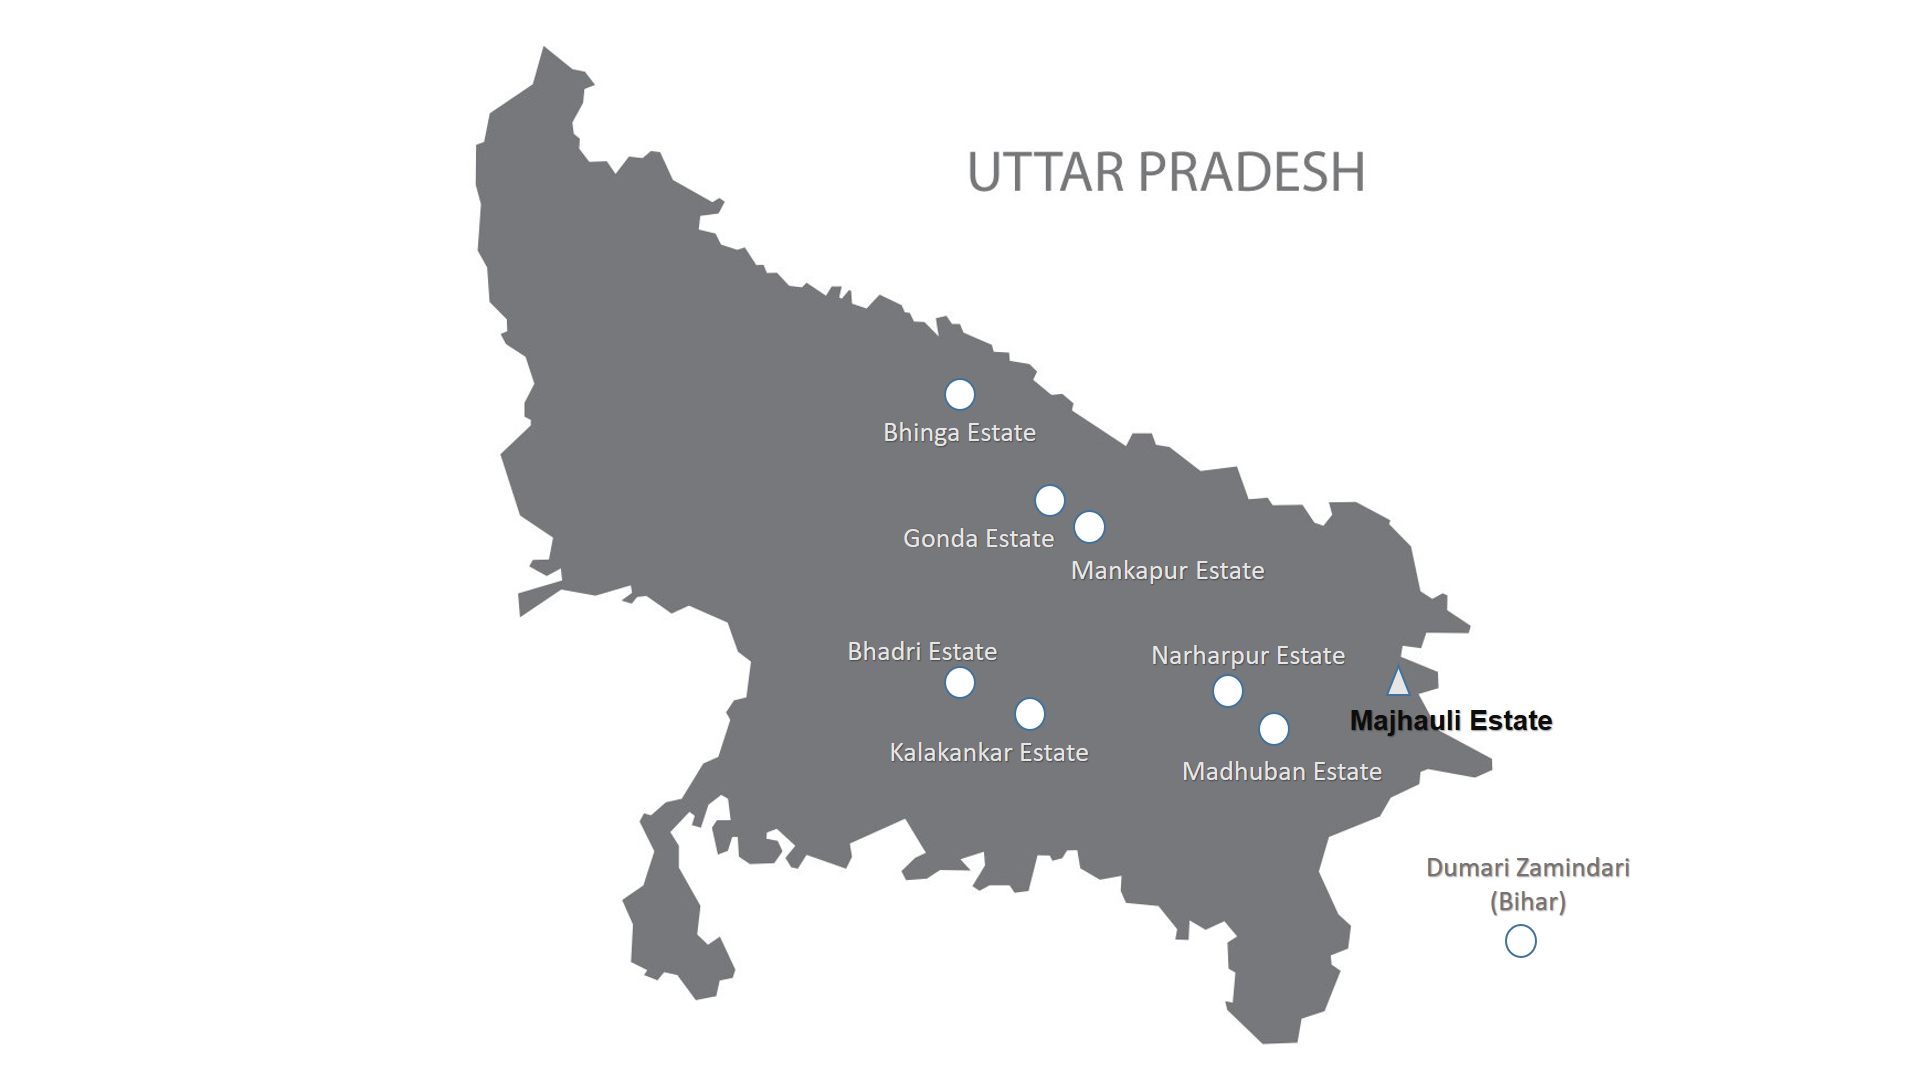 UTTAR PRADESH
Bhinga Estate
Gonda Estate
Mankapur Estate
Bhadri Estate
Narharpur Estate
Majhauli Estate
Kalakankar Estate
Madhuban Estate
Dumari Zamindari
(Bihar)